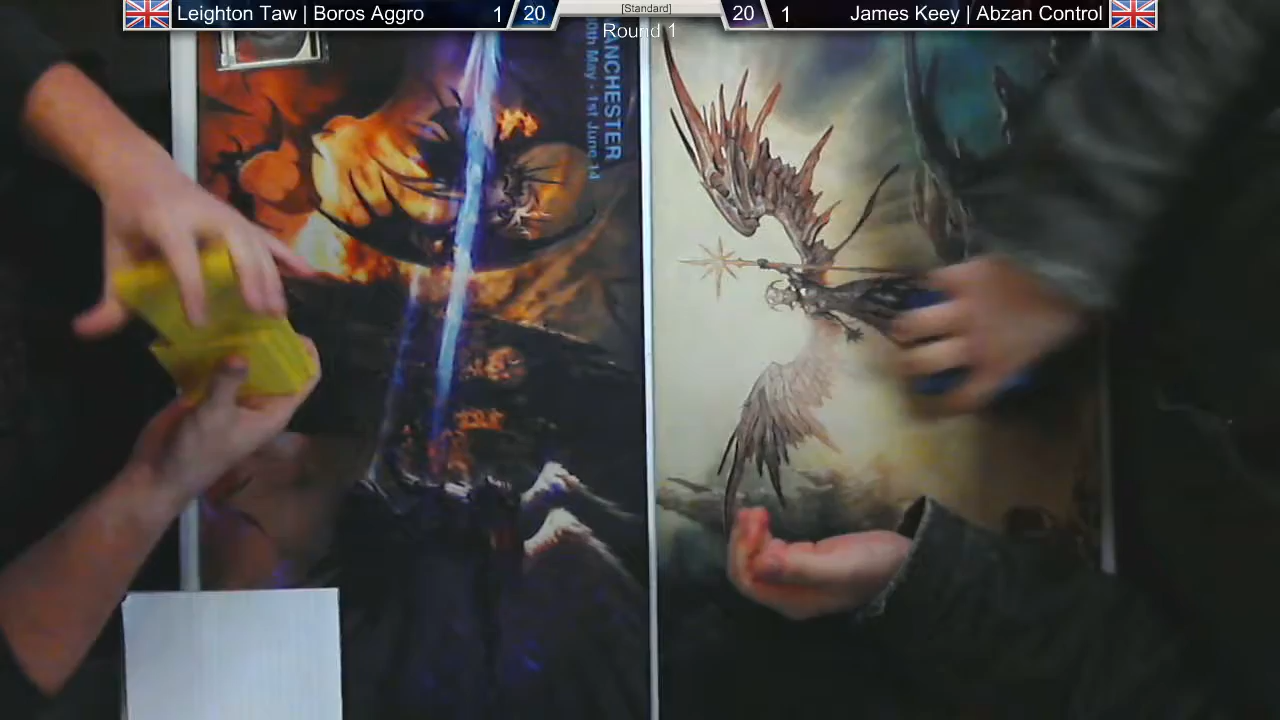 Leighton Taw | Boros Aggro 1 20 [Standard] 20 1 James Keey | Abzan Control
Round 1
MANCHESTER
30th May - 1st June 14